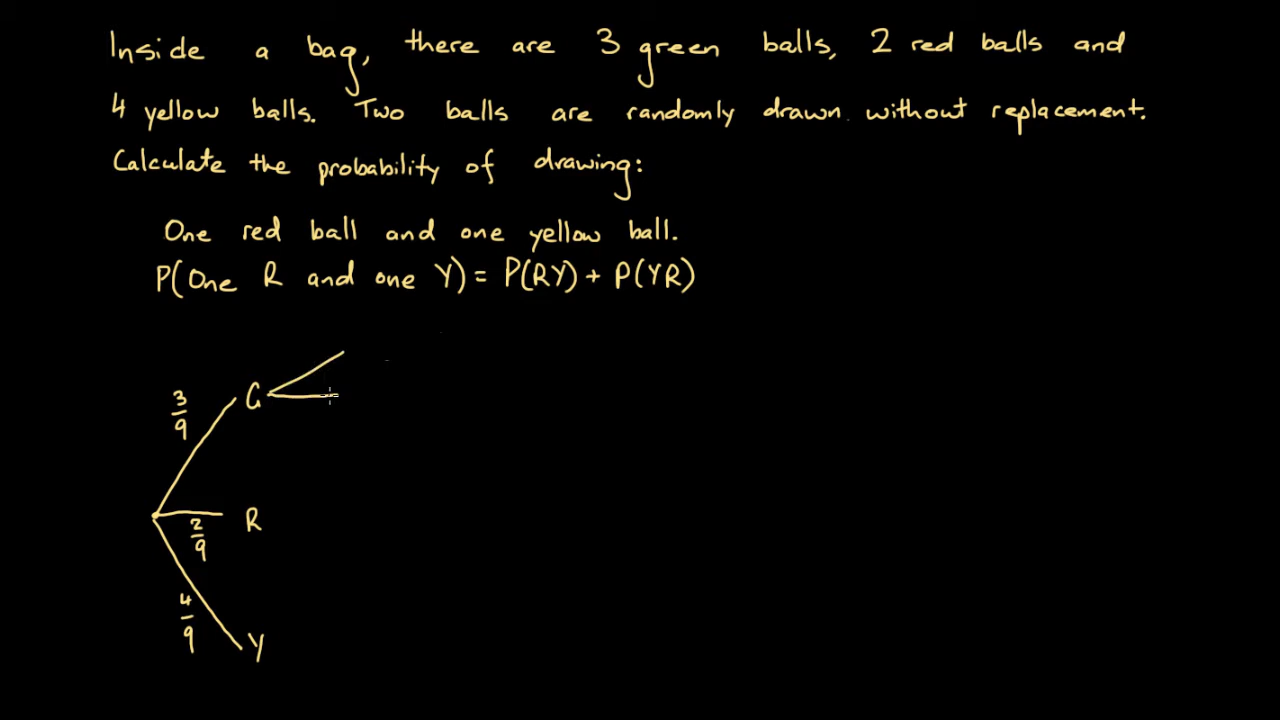 Inside a bag, there are 3 green balls, 2 red balls and
4 yellow balls. Two balls are randomly drawn without replacement.
Calculate the probability of drawing:
One red ball and one yellow ball.
P(One R and one Y) = P(RY) + P(YR)
3/9 G
2/9 R
4/9 Y